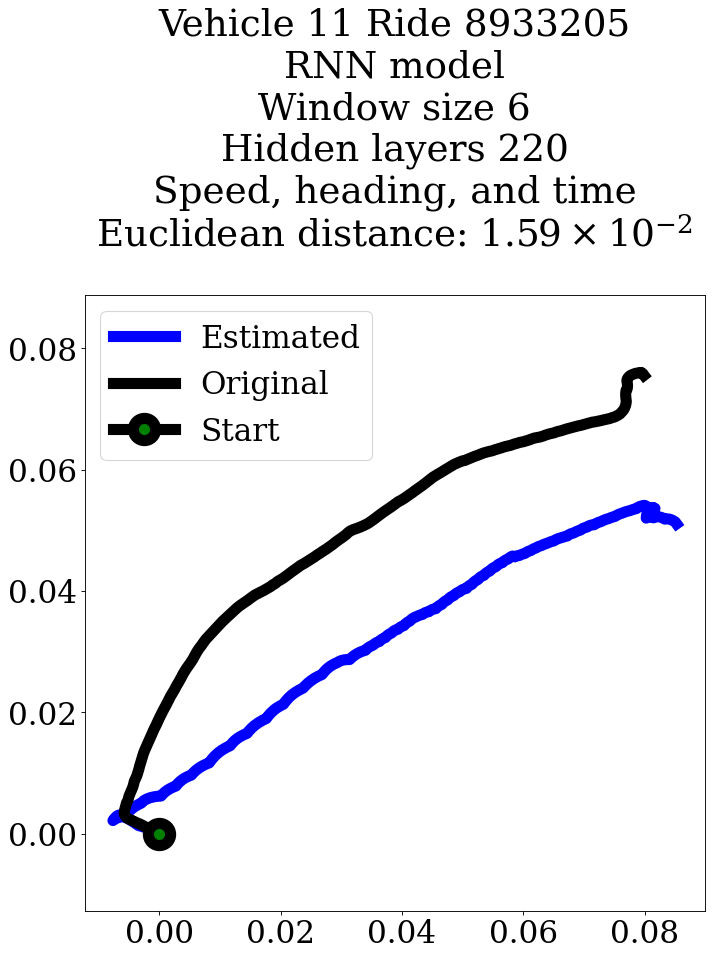 Vehicle 11 Ride 8933205
RNN model
Window size 6
Hidden layers 220
Speed, heading, and time
Euclidean distance: 1.59 × 10⁻²
Estimated
Original
Start
0.08
0.06
0.04
0.02
0.00
0.00 0.02 0.04 0.06 0.08